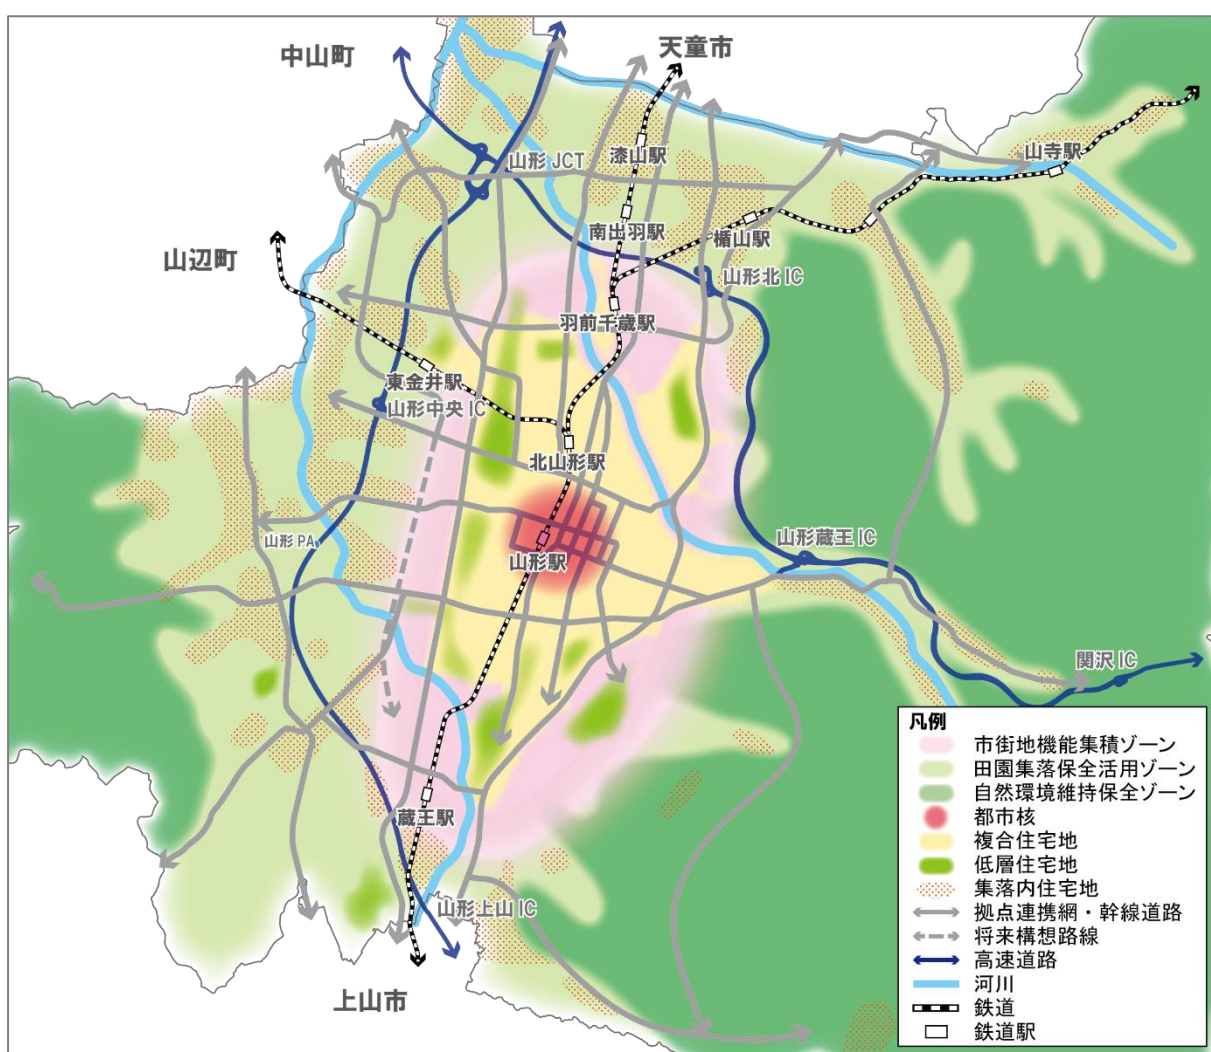 天童市
中山町
山形 JCT
漆山駅
山寺駅
南出羽駅
楯山駅
山辺町
山形北 IC
羽前千歳駅
東金井駅
山形中央 IC
北山形駅
山形 PA
山形駅
山形蔵王 IC
関沢 IC
蔵王駅
山形上山 IC
上山市
凡例
市街地機能集積ゾーン
田園集落保全活用ゾーン
自然環境維持保全ゾーン
都市核
複合住宅地
低層住宅地
集落内住宅地
拠点連携網・幹線道路
将来構想路線
高速道路
河川
鉄道
鉄道駅